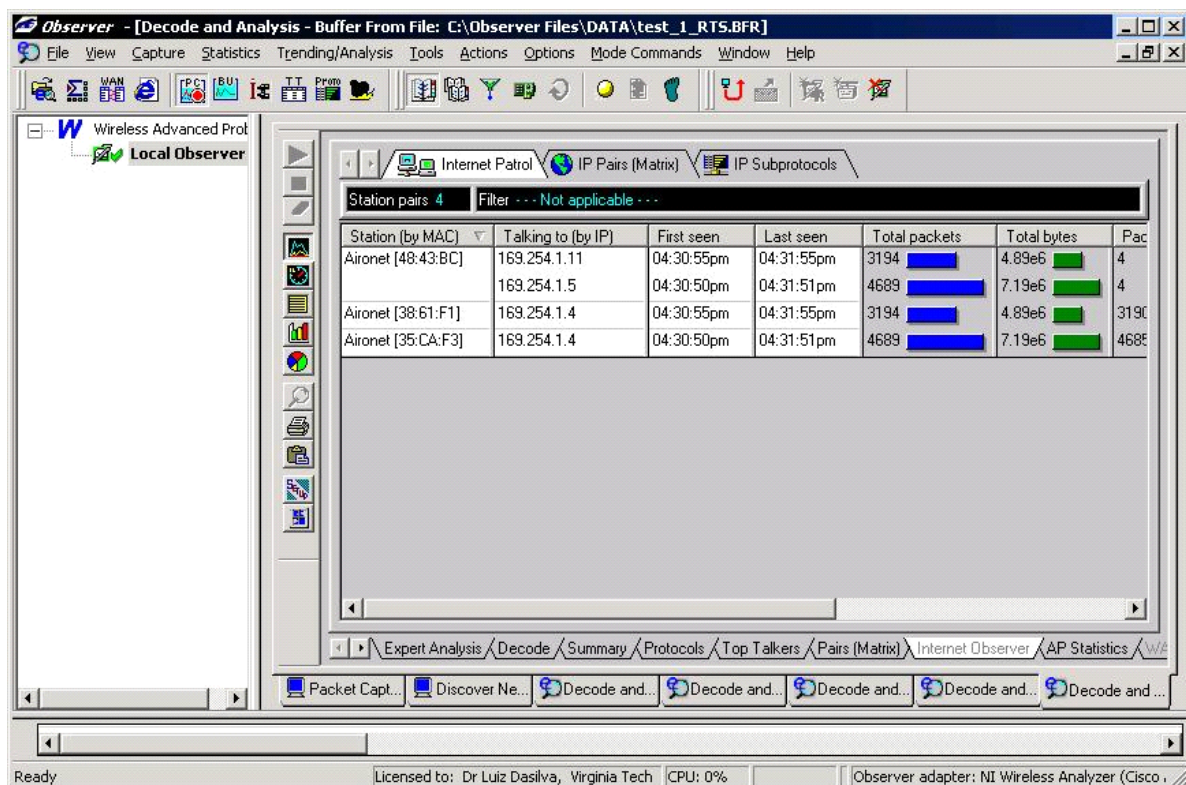 Observer - [Decode and Analysis - Buffer From File: C:\Observer Files\DATA\test_1_RTS.BFR]
File View Capture Statistics Trending/Analysis Tools Actions Options Mode Commands Window Help
Wireless Advanced Prob
Local Observer
Internet Patrol IP Pairs (Matrix) IP Subprotocols
Station pairs 4 Filter - - - Not applicable - - -
Station (by MAC) Talking to (by IP) First seen Last seen Total packets Total bytes Pac
Aironet [48:43:BC] 169.254.1.11 04:30:55pm 04:31:55pm 3194 4.89e6 4
169.254.1.5 04:30:50pm 04:31:51pm 4689 7.19e6 4
Aironet [38:61:F1] 169.254.1.4 04:30:55pm 04:31:55pm 3194 4.89e6 3190
Aironet [35:CA:F3] 169.254.1.4 04:30:50pm 04:31:51pm 4689 7.19e6 4685
Expert Analysis Decode Summary Protocols Top Talkers Pairs (Matrix) Internet Observer AP Statistics
Packet Capt... Discover Ne... Decode and... Decode and... Decode and... Decode and... Decode and ...
Ready Licensed to: Dr Luiz Dasilva, Virginia Tech CPU: 0% Observer adapter: NI Wireless Analyzer (Cisco